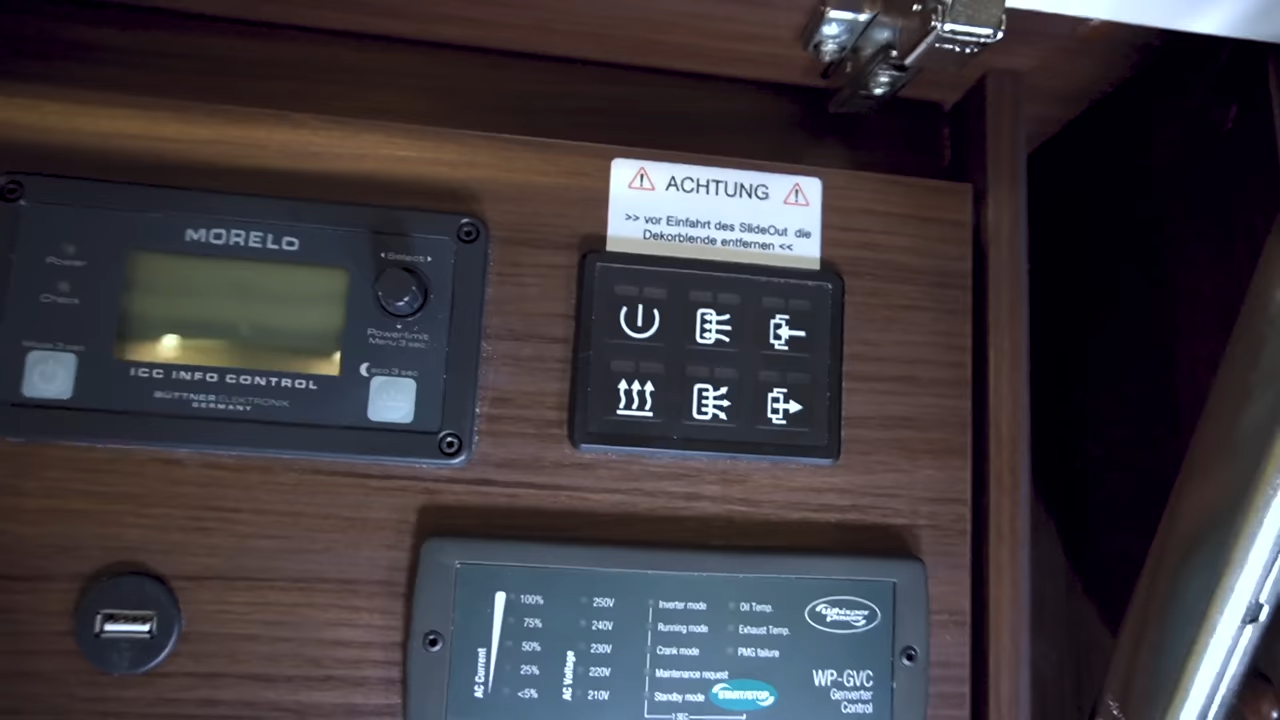 MORELO
Power
Check
◂Select▸
Powerlimit
Menu 3 sec
eco 3 sec
ICC INFO CONTROL
BÜTTNER ELEKTRONIK
GERMANY
ACHTUNG
>> vor Einfahrt des SlideOut die
Dekorblende entfernen <<
AC Current
100%
75%
50%
25%
<5%
AC Voltage
250V
240V
230V
220V
210V
Inverter mode
Running mode
Crank mode
Maintenance request
Standby mode
START/STOP
1 SEC
Oil Temp.
Exhaust Temp.
PMG failure
Whisper
Power
WP-GVC
Genverter
Control